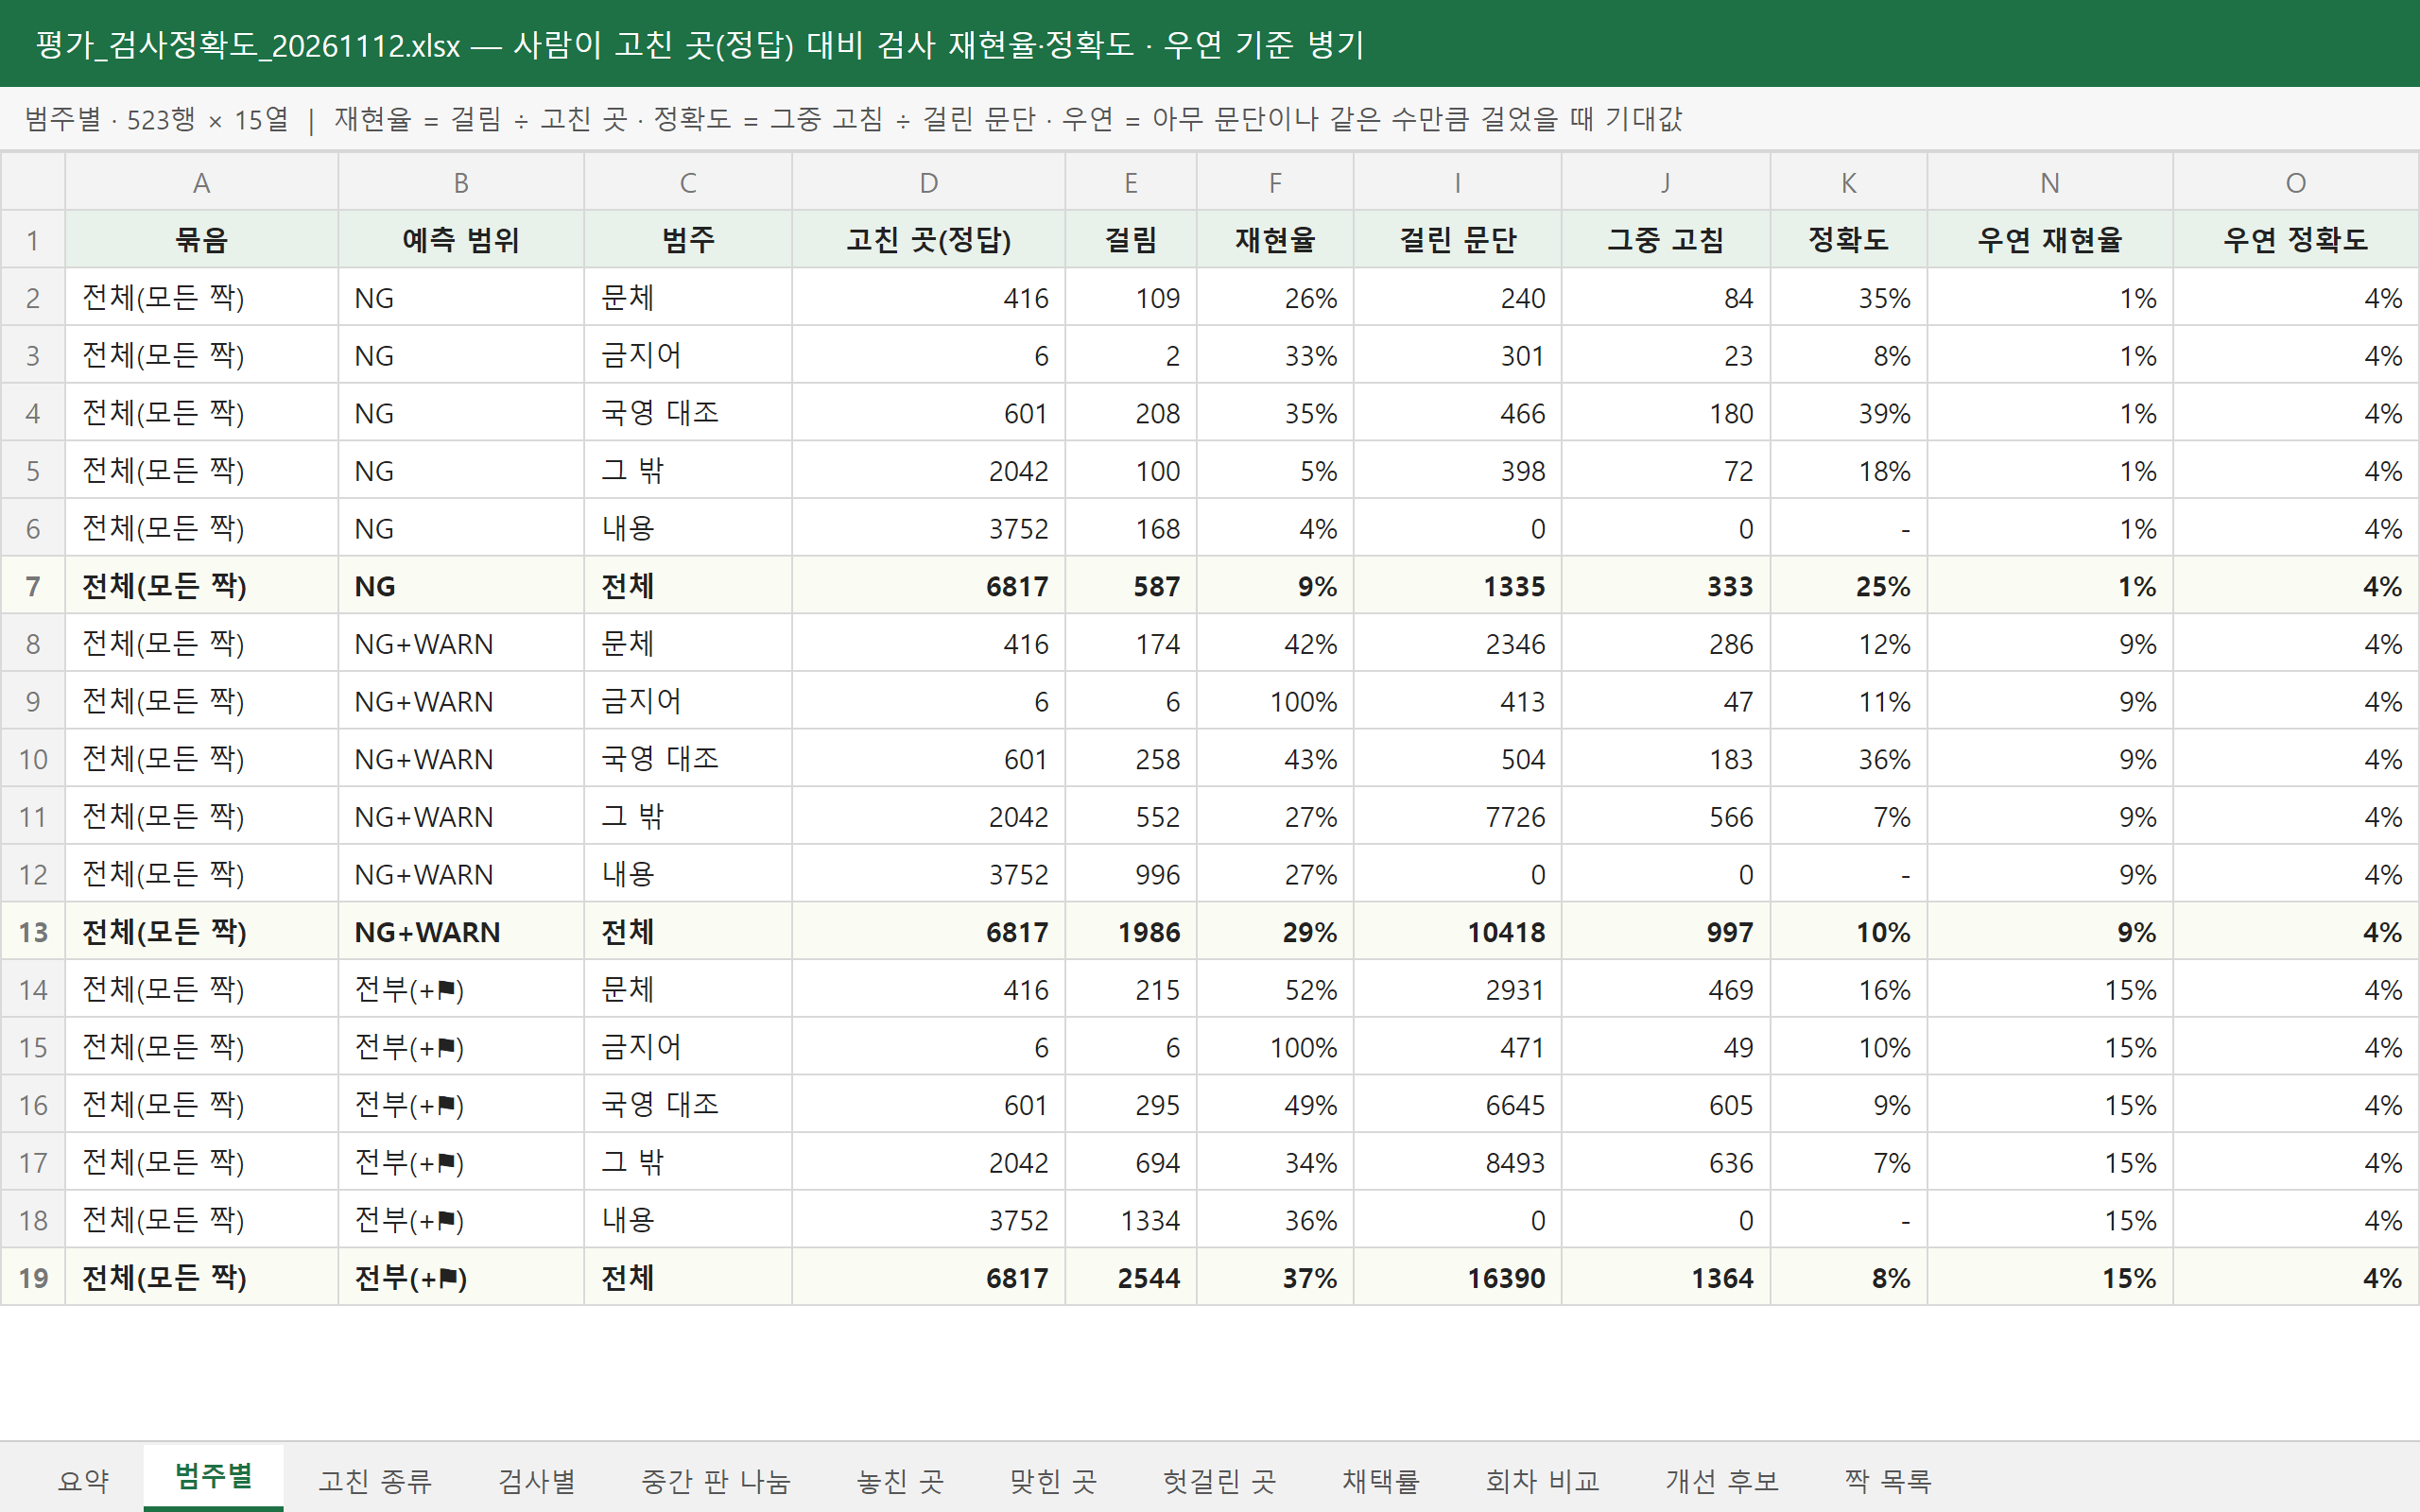 평가_검사정확도_20261112.xlsx — 사람이 고친 곳(정답) 대비 검사 재현율·정확도 · 우연 기준 병기
범주별 · 523행 × 15열 | 재현율 = 걸림 ÷ 고친 곳 · 정확도 = 그중 고침 ÷ 걸린 문단 · 우연 = 아무 문단이나 같은 수만큼 걸었을 때 기대값
A B C D E F I J K N O
1 묶음 예측 범위 범주 고친 곳(정답) 걸림 재현율 걸린 문단 그중 고침 정확도 우연 재현율 우연 정확도
2 전체(모든 짝) NG 문체 416 109 26% 240 84 35% 1% 4%
3 전체(모든 짝) NG 금지어 6 2 33% 301 23 8% 1% 4%
4 전체(모든 짝) NG 국영 대조 601 208 35% 466 180 39% 1% 4%
5 전체(모든 짝) NG 그 밖 2042 100 5% 398 72 18% 1% 4%
6 전체(모든 짝) NG 내용 3752 168 4% 0 0 - 1% 4%
7 전체(모든 짝) NG 전체 6817 587 9% 1335 333 25% 1% 4%
8 전체(모든 짝) NG+WARN 문체 416 174 42% 2346 286 12% 9% 4%
9 전체(모든 짝) NG+WARN 금지어 6 6 100% 413 47 11% 9% 4%
10 전체(모든 짝) NG+WARN 국영 대조 601 258 43% 504 183 36% 9% 4%
11 전체(모든 짝) NG+WARN 그 밖 2042 552 27% 7726 566 7% 9% 4%
12 전체(모든 짝) NG+WARN 내용 3752 996 27% 0 0 - 9% 4%
13 전체(모든 짝) NG+WARN 전체 6817 1986 29% 10418 997 10% 9% 4%
14 전체(모든 짝) 전부(+⚑) 문체 416 215 52% 2931 469 16% 15% 4%
15 전체(모든 짝) 전부(+⚑) 금지어 6 6 100% 471 49 10% 15% 4%
16 전체(모든 짝) 전부(+⚑) 국영 대조 601 295 49% 6645 605 9% 15% 4%
17 전체(모든 짝) 전부(+⚑) 그 밖 2042 694 34% 8493 636 7% 15% 4%
18 전체(모든 짝) 전부(+⚑) 내용 3752 1334 36% 0 0 - 15% 4%
19 전체(모든 짝) 전부(+⚑) 전체 6817 2544 37% 16390 1364 8% 15% 4%
요약 범주별 고친 종류 검사별 중간 판 나눔 놓친 곳 맞힌 곳 헛걸린 곳 채택률 회차 비교 개선 후보 짝 목록